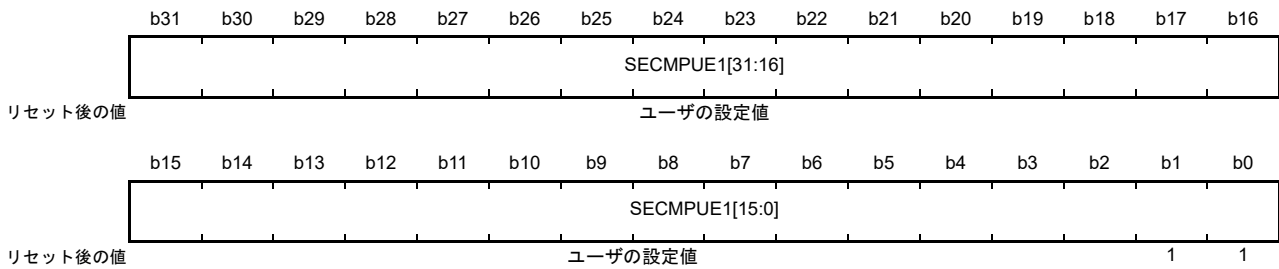 b31 b30 b29 b28 b27 b26 b25 b24 b23 b22 b21 b20 b19 b18 b17 b16
SECMPUE1[31:16]
リセット後の値 ユーザの設定値
b15 b14 b13 b12 b11 b10 b9 b8 b7 b6 b5 b4 b3 b2 b1 b0
SECMPUE1[15:0]
リセット後の値 ユーザの設定値 1 1